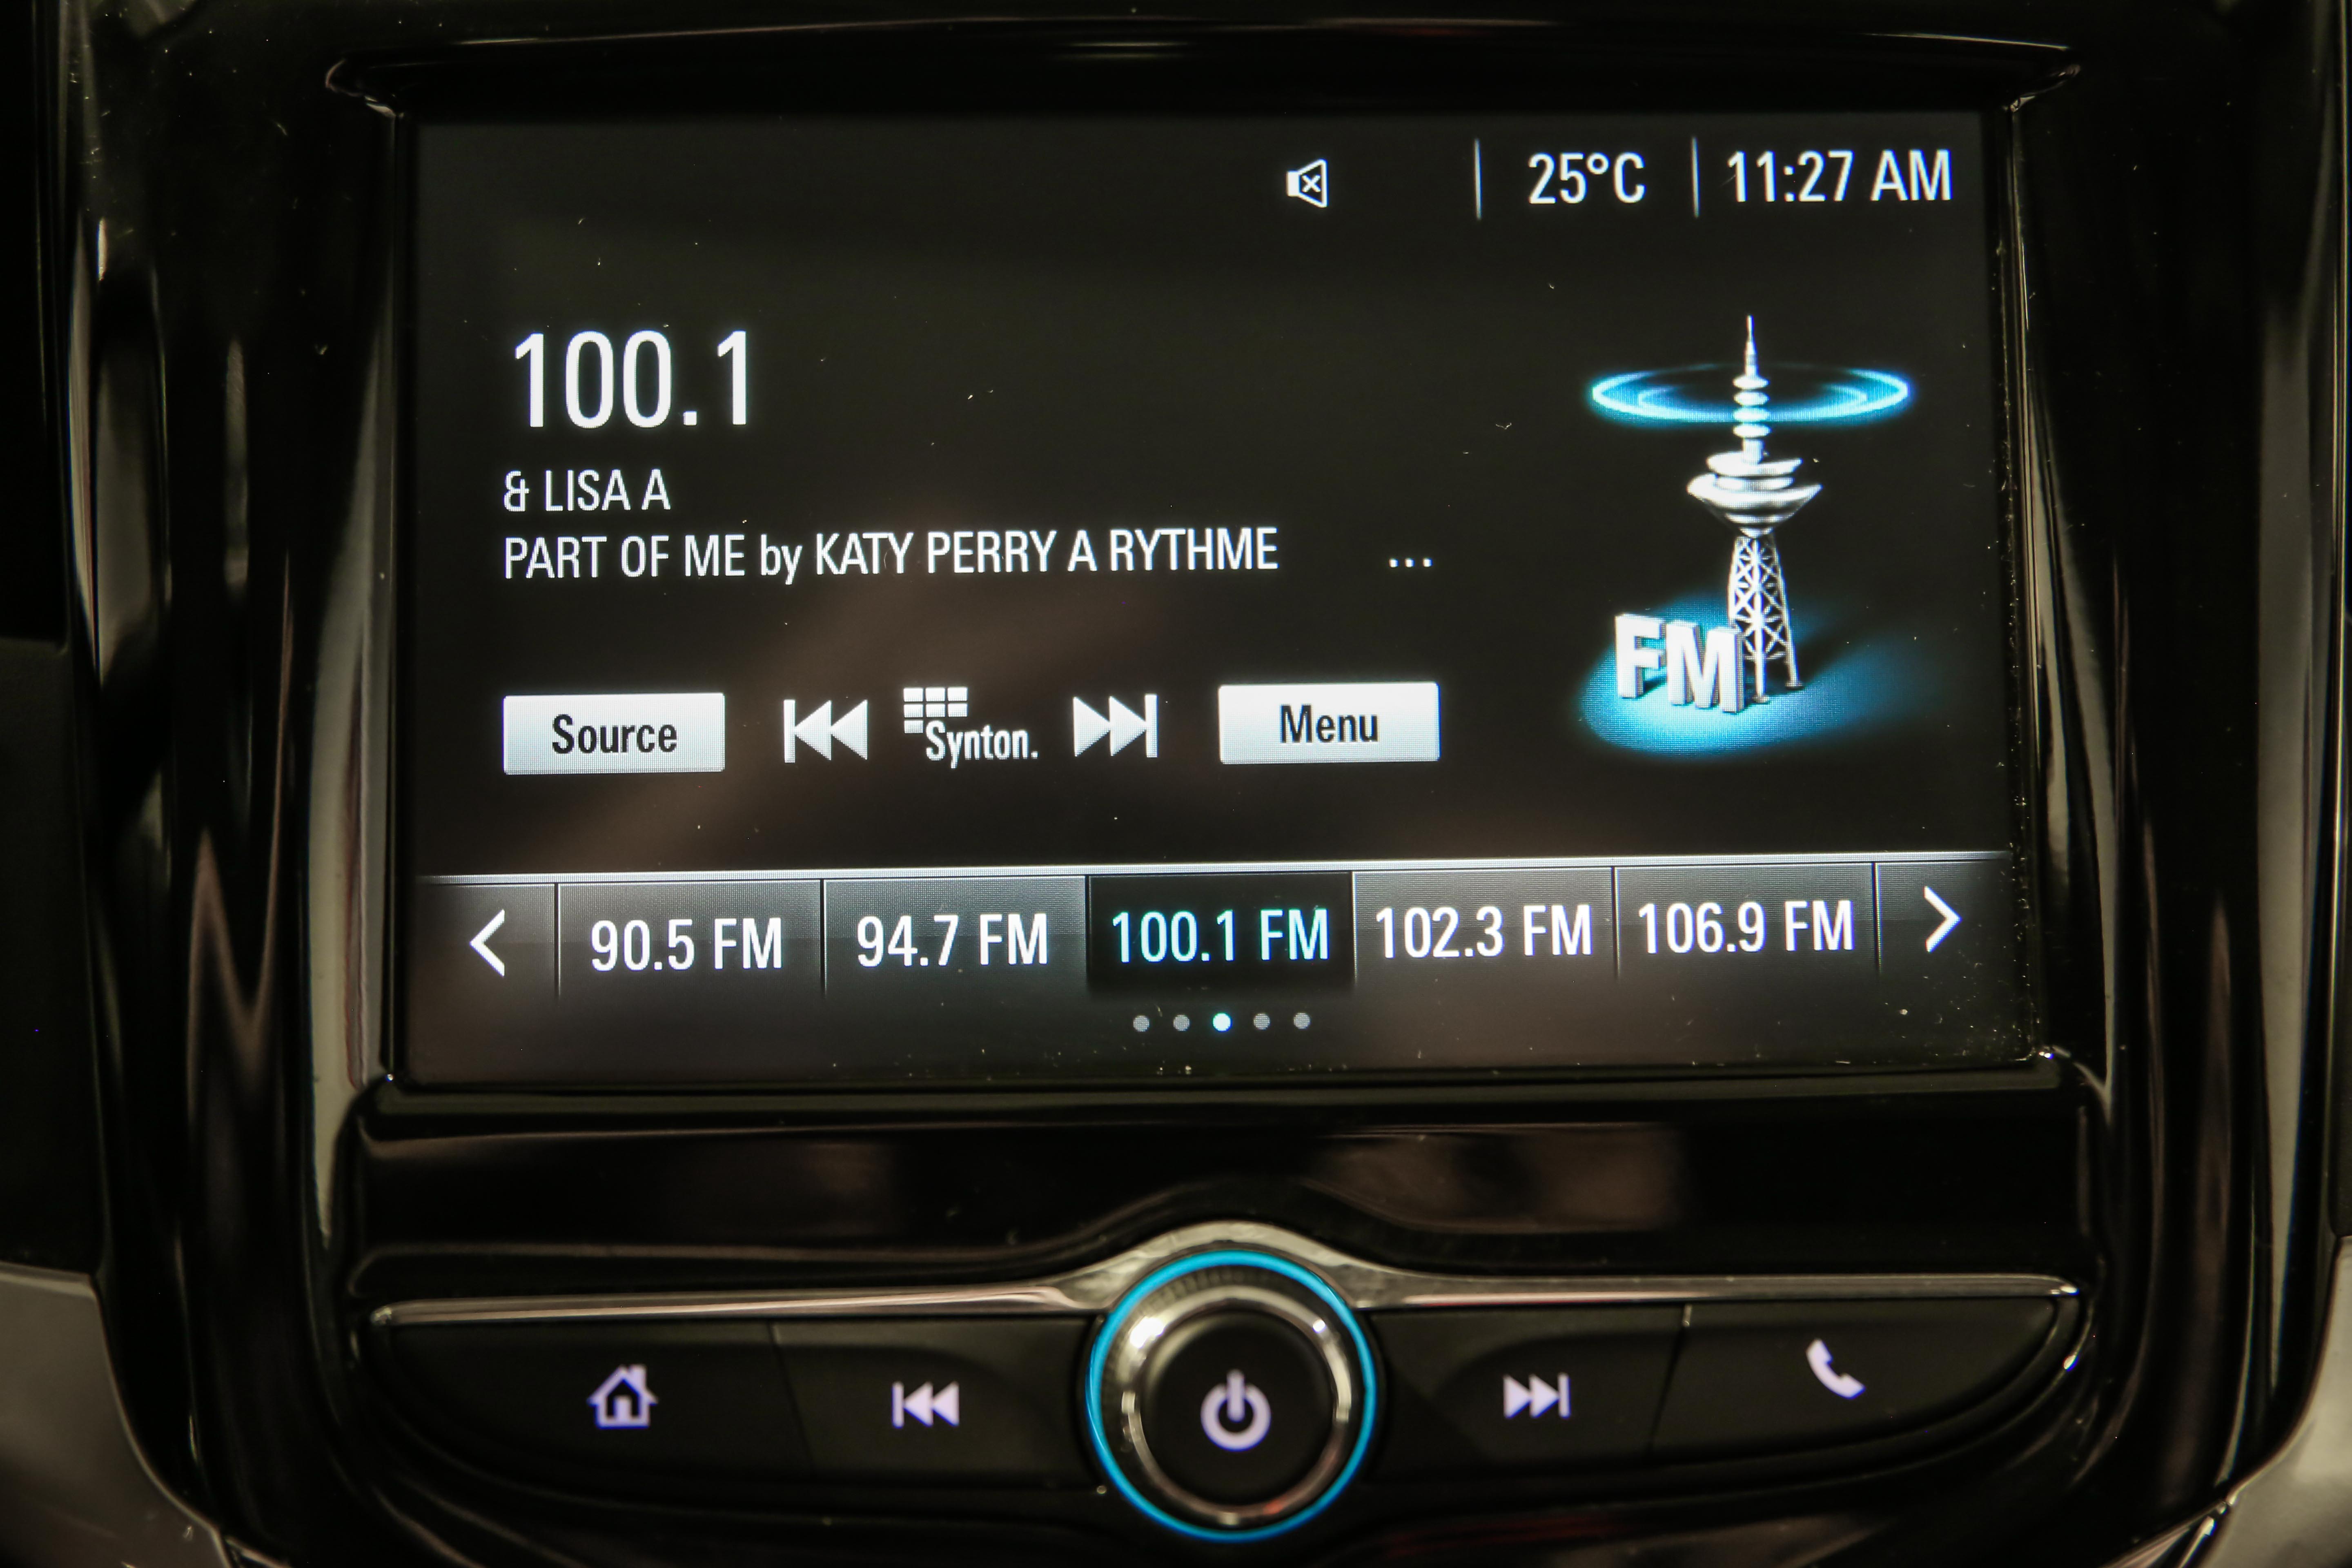 25°C 11:27 AM
100.1
& LISA A
PART OF ME by KATY PERRY A RYTHME ...
FM
Source Synton. Menu
90.5 FM 94.7 FM 100.1 FM 102.3 FM 106.9 FM